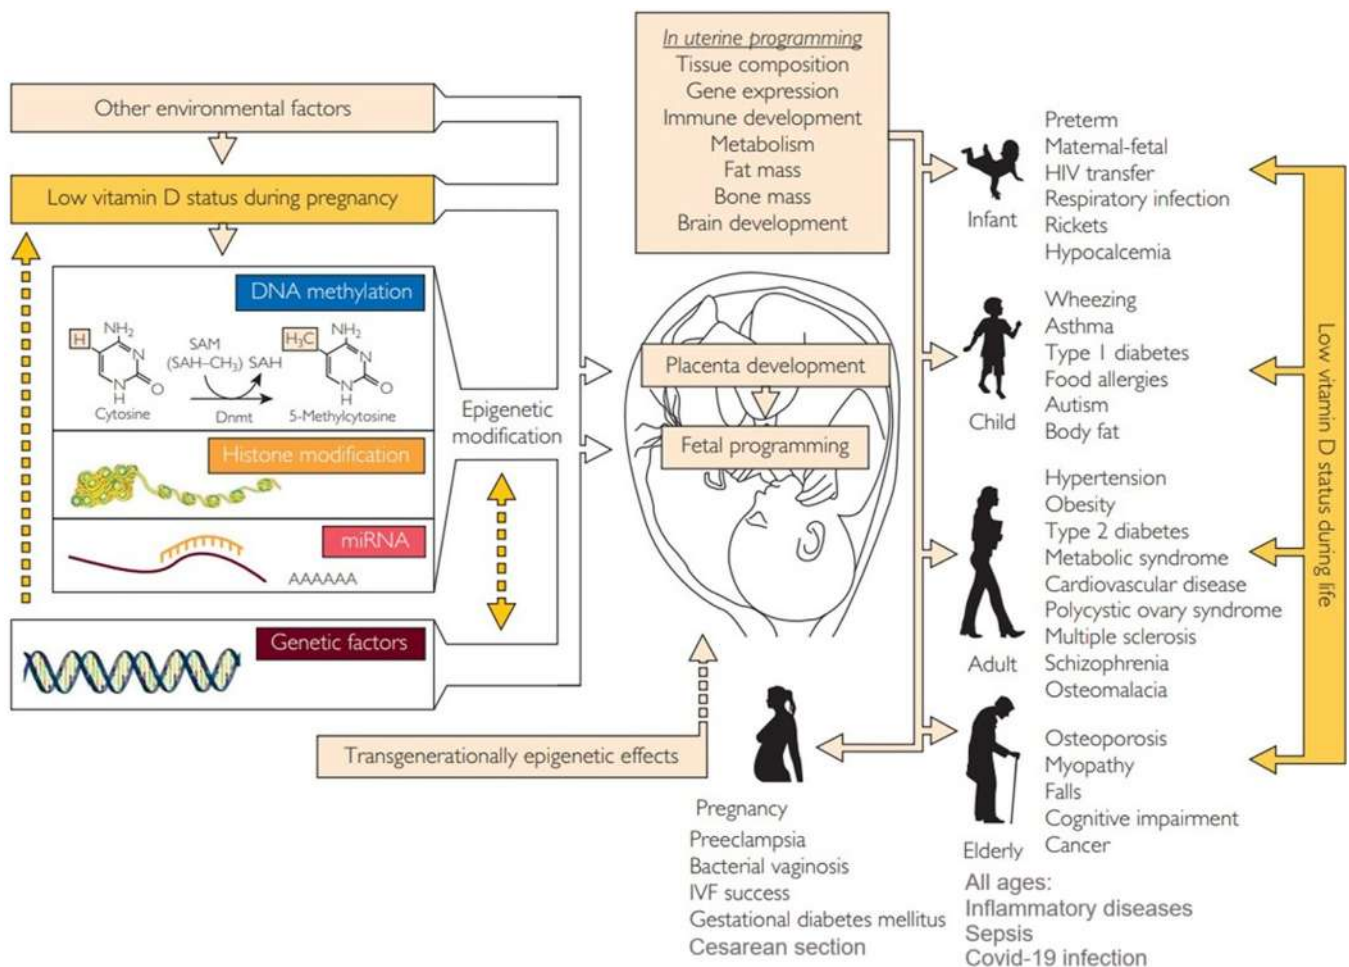 Other environmental factors
Low vitamin D status during pregnancy
DNA methylation
H
NH2
N
N
H
O
Cytosine
SAM
(SAH–CH3) SAH
Dnmt
H3C
NH2
N
N
H
O
5-Methylcytosine
Histone modification
miRNA
AAAAAA
Genetic factors
Epigenetic
modification
In uterine programming
Tissue composition
Gene expression
Immune development
Metabolism
Fat mass
Bone mass
Brain development
Placenta development
Fetal programming
Transgenerationally epigenetic effects
Pregnancy
Preeclampsia
Bacterial vaginosis
IVF success
Gestational diabetes mellitus
Cesarean section
Infant
Preterm
Maternal-fetal
HIV transfer
Respiratory infection
Rickets
Hypocalcemia
Child
Wheezing
Asthma
Type 1 diabetes
Food allergies
Autism
Body fat
Adult
Hypertension
Obesity
Type 2 diabetes
Metabolic syndrome
Cardiovascular disease
Polycystic ovary syndrome
Multiple sclerosis
Schizophrenia
Osteomalacia
Elderly
Osteoporosis
Myopathy
Falls
Cognitive impairment
Cancer
All ages:
Inflammatory diseases
Sepsis
Covid-19 infection
Low vitamin D status during life